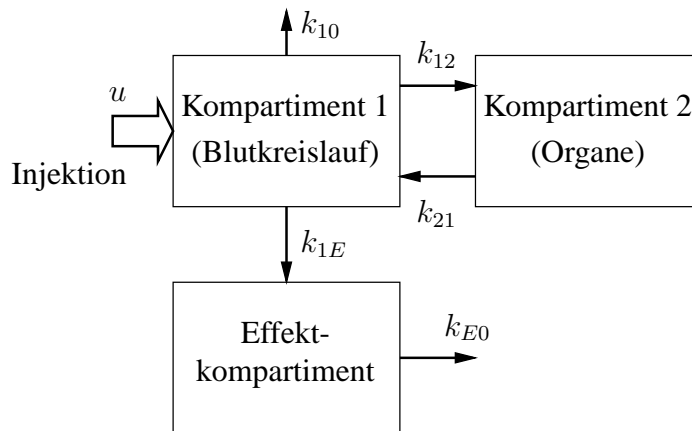 k10
k12
u
Kompartiment 1
(Blutkreislauf)
Kompartiment 2
(Organe)
Injektion
k21
k1E
Effekt-
kompartiment
kE0